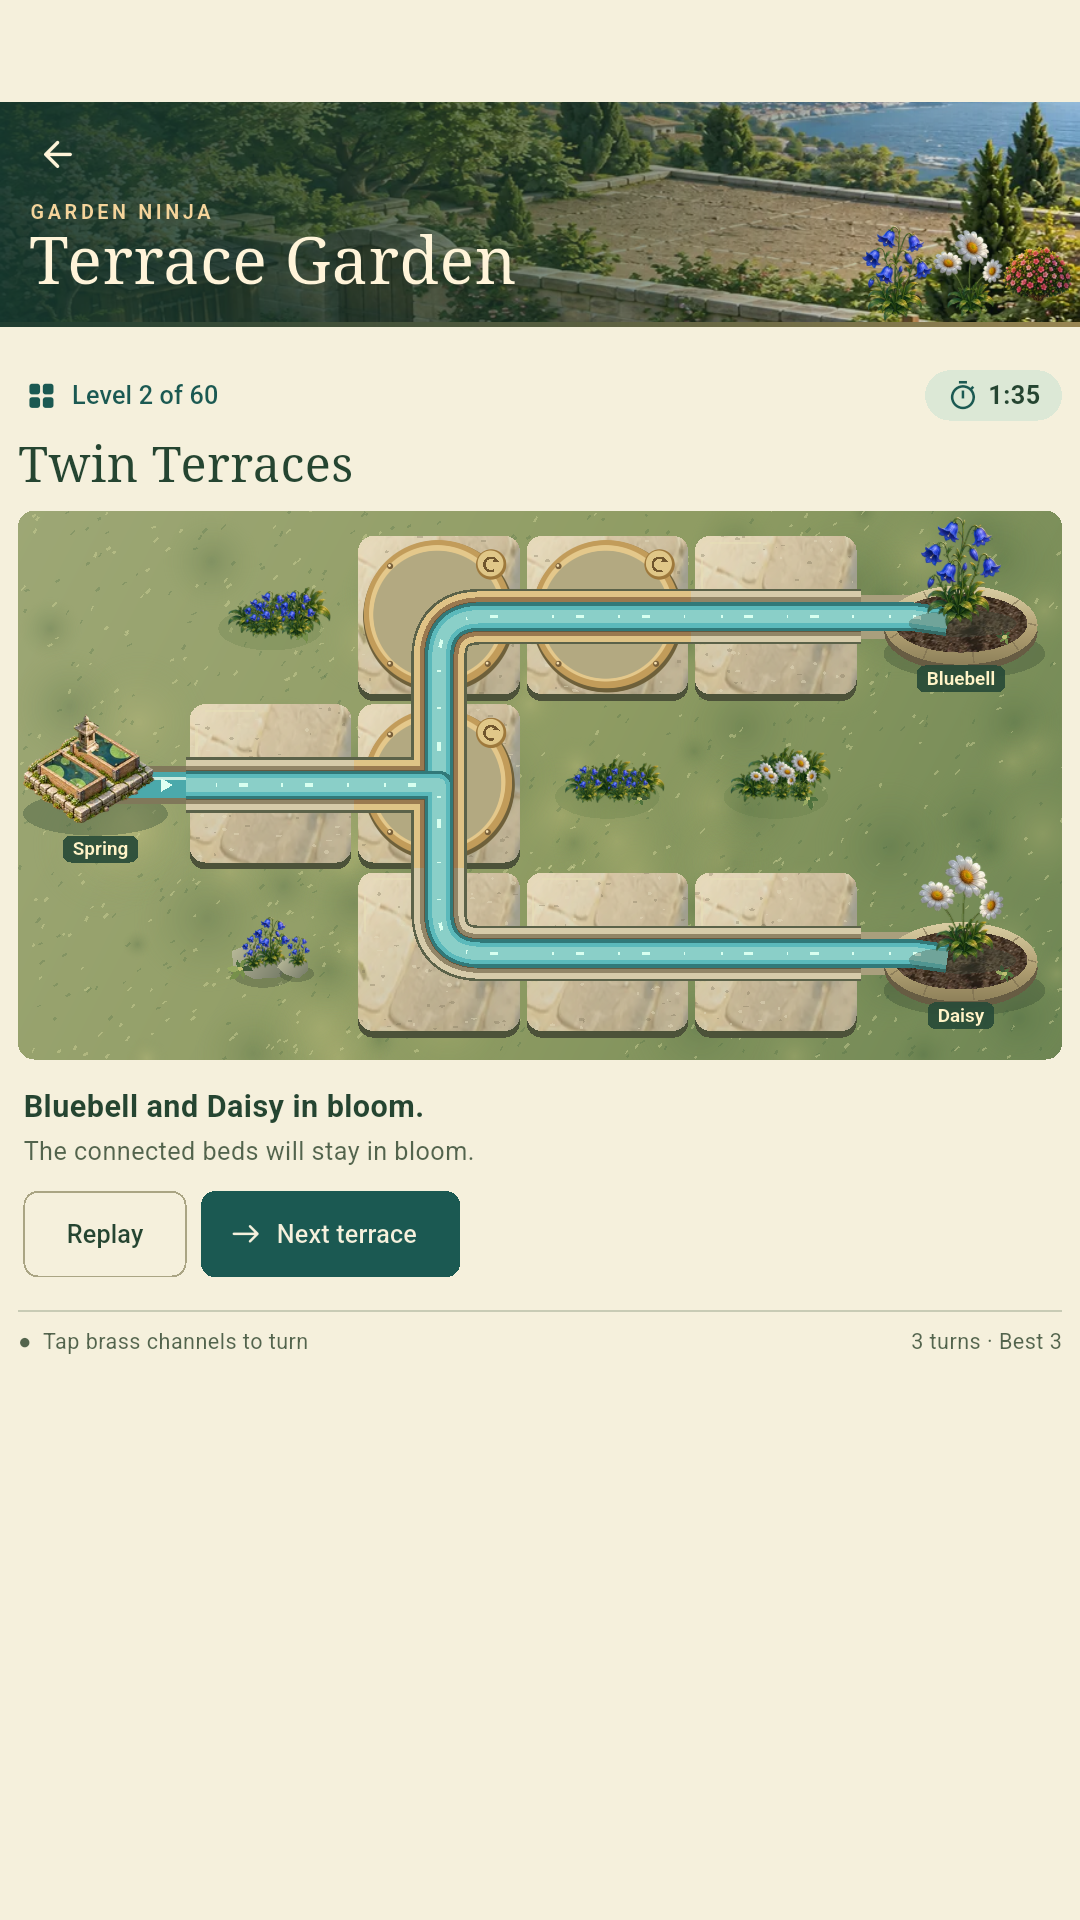 GARDEN NINJA
Terrace Garden
Level 2 of 60
1:35
Twin Terraces
Bluebell
Spring
Daisy
Bluebell and Daisy in bloom.
The connected beds will stay in bloom.
Replay
Next terrace
Tap brass channels to turn
3 turns · Best 3